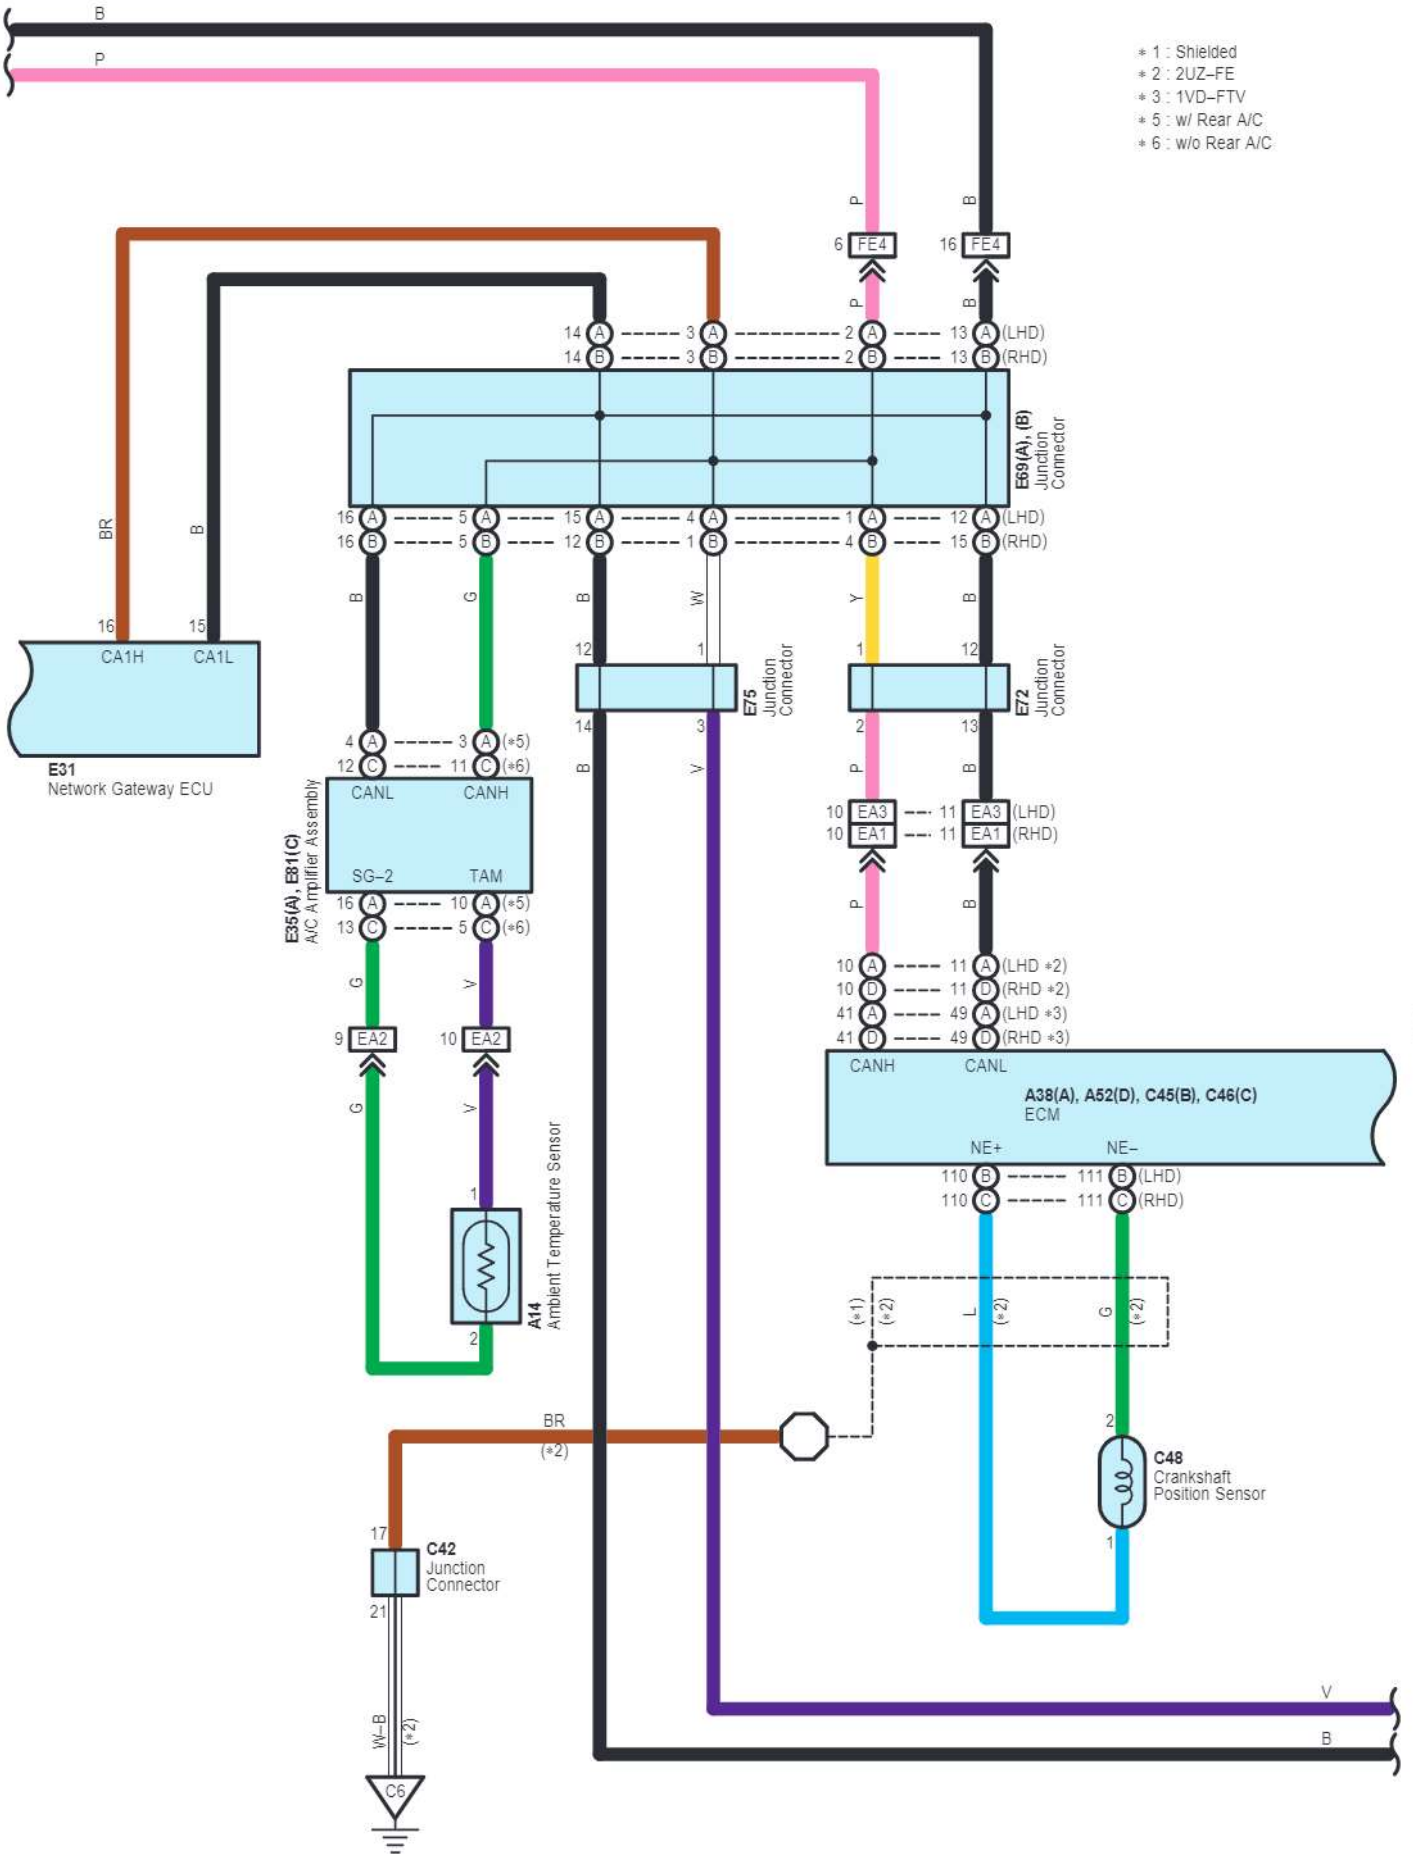 B
P
* 1 : Shielded
* 2 : 2UZ–FE
* 3 : 1VD–FTV
* 5 : w/ Rear A/C
* 6 : w/o Rear A/C
P
B
6 FE4 16 FE4
P
B
14 A 3 A 2 A 13 A (LHD)
14 B 3 B 2 B 13 B (RHD)
E69(A), (B)
Junction
Connector
16 A 5 A 15 A 4 A 1 A 12 A (LHD)
16 B 5 B 12 B 1 B 4 B 15 B (RHD)
BR
B
B
G
B
W
Y
B
16 15
CA1H CA1L
E31
Network Gateway ECU
12 1
E75
Junction
Connector
14 3
1 12
E72
Junction
Connector
2 13
B
V
P
B
4 A 3 A (*5)
12 C 11 C (*6)
CANL CANH
E35(A), E81(C)
A/C Amplifier Assembly
SG–2 TAM
16 A 10 A (*5)
13 C 5 C (*6)
10 EA3 11 EA3 (LHD)
10 EA1 11 EA1 (RHD)
P
B
G
V
9 EA2 10 EA2
G
V
10 A 11 A (LHD *2)
10 D 11 D (RHD *2)
41 A 49 A (LHD *3)
41 D 49 D (RHD *3)
CANH CANL
A38(A), A52(D), C45(B), C46(C)
ECM
NE+ NE–
110 B 111 B (LHD)
110 C 111 C (RHD)
1
A14
Ambient Temperature Sensor
2
(*1)
(*2)
L
(*2)
G
(*2)
BR
(*2)
2
C48
Crankshaft
Position Sensor
1
17
C42
Junction
Connector
21
W–B
(*2)
C6
V
B